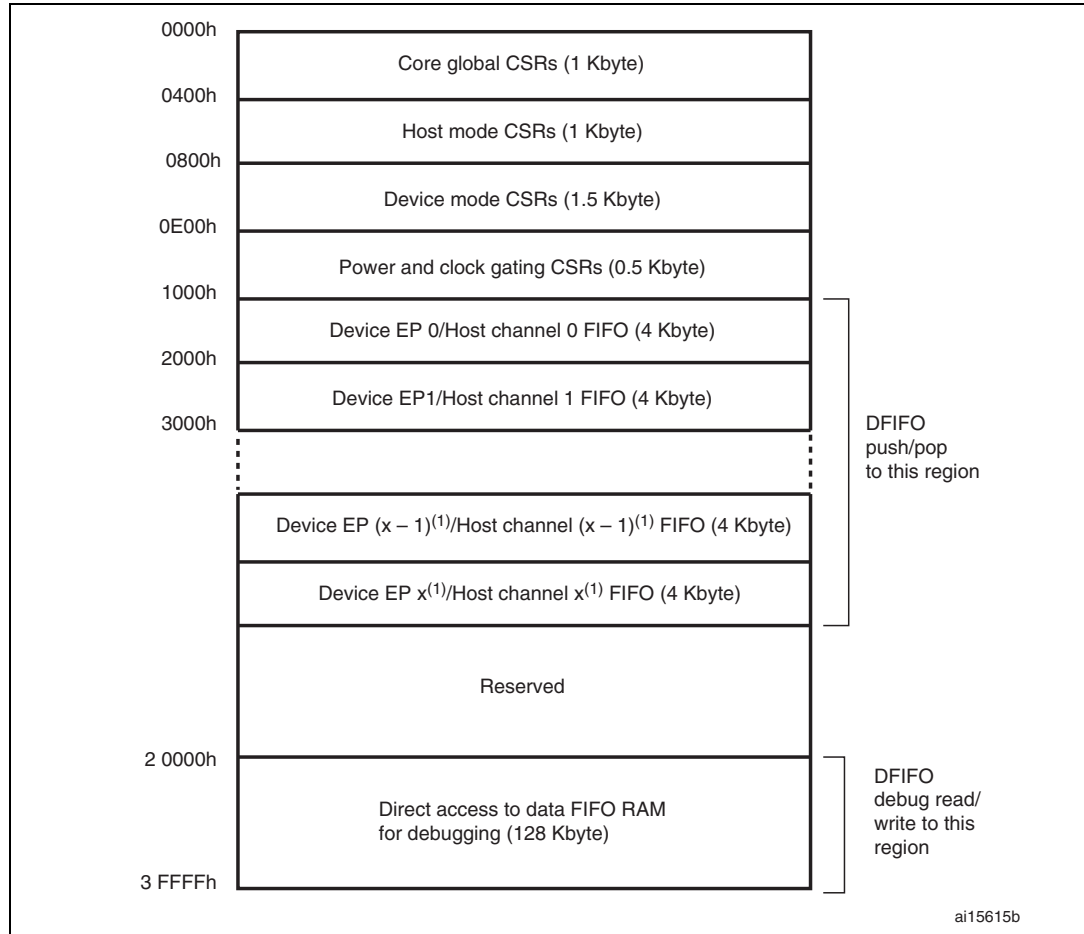 0000h
Core global CSRs (1 Kbyte)
0400h
Host mode CSRs (1 Kbyte)
0800h
Device mode CSRs (1.5 Kbyte)
0E00h
Power and clock gating CSRs (0.5 Kbyte)
1000h
Device EP 0/Host channel 0 FIFO (4 Kbyte)
2000h
Device EP1/Host channel 1 FIFO (4 Kbyte)
3000h
DFIFO
push/pop
to this region
Device EP (x – 1)(1)/Host channel (x – 1)(1) FIFO (4 Kbyte)
Device EP x(1)/Host channel x(1) FIFO (4 Kbyte)
Reserved
2 0000h
Direct access to data FIFO RAM
for debugging (128 Kbyte)
DFIFO
debug read/
write to this
region
3 FFFFh
ai15615b